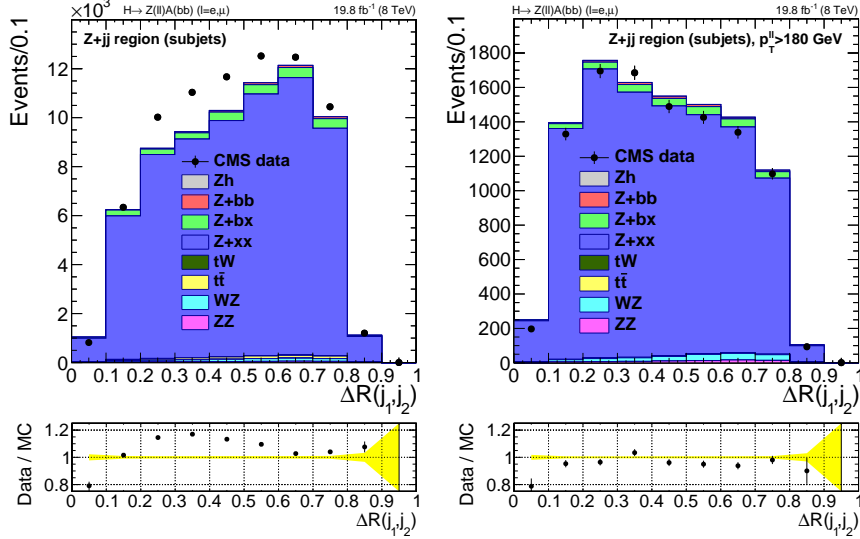 ×10³ H→ Z(ll)A(bb) (l=e,μ) 19.8 fb⁻¹ (8 TeV)
Z+jj region (subjets)
Events/0.1
12
10
8
6
4
2
0
CMS data
Zh
Z+bb
Z+bx
Z+xx
tW
tt̄
WZ
ZZ
0 0.1 0.2 0.3 0.4 0.5 0.6 0.7 0.8 0.9 1
ΔR(j₁,j₂)
Data / MC
1.2
1
0.8
0 0.1 0.2 0.3 0.4 0.5 0.6 0.7 0.8 0.9 1
ΔR(j₁,j₂)
H→ Z(ll)A(bb) (l=e,μ) 19.8 fb⁻¹ (8 TeV)
Z+jj region (subjets), p_T^ll>180 GeV
Events/0.1
1800
1600
1400
1200
1000
800
600
400
200
0
CMS data
Zh
Z+bb
Z+bx
Z+xx
tW
tt̄
WZ
ZZ
0 0.1 0.2 0.3 0.4 0.5 0.6 0.7 0.8 0.9 1
ΔR(j₁,j₂)
Data / MC
1.2
1
0.8
0 0.1 0.2 0.3 0.4 0.5 0.6 0.7 0.8 0.9 1
ΔR(j₁,j₂)